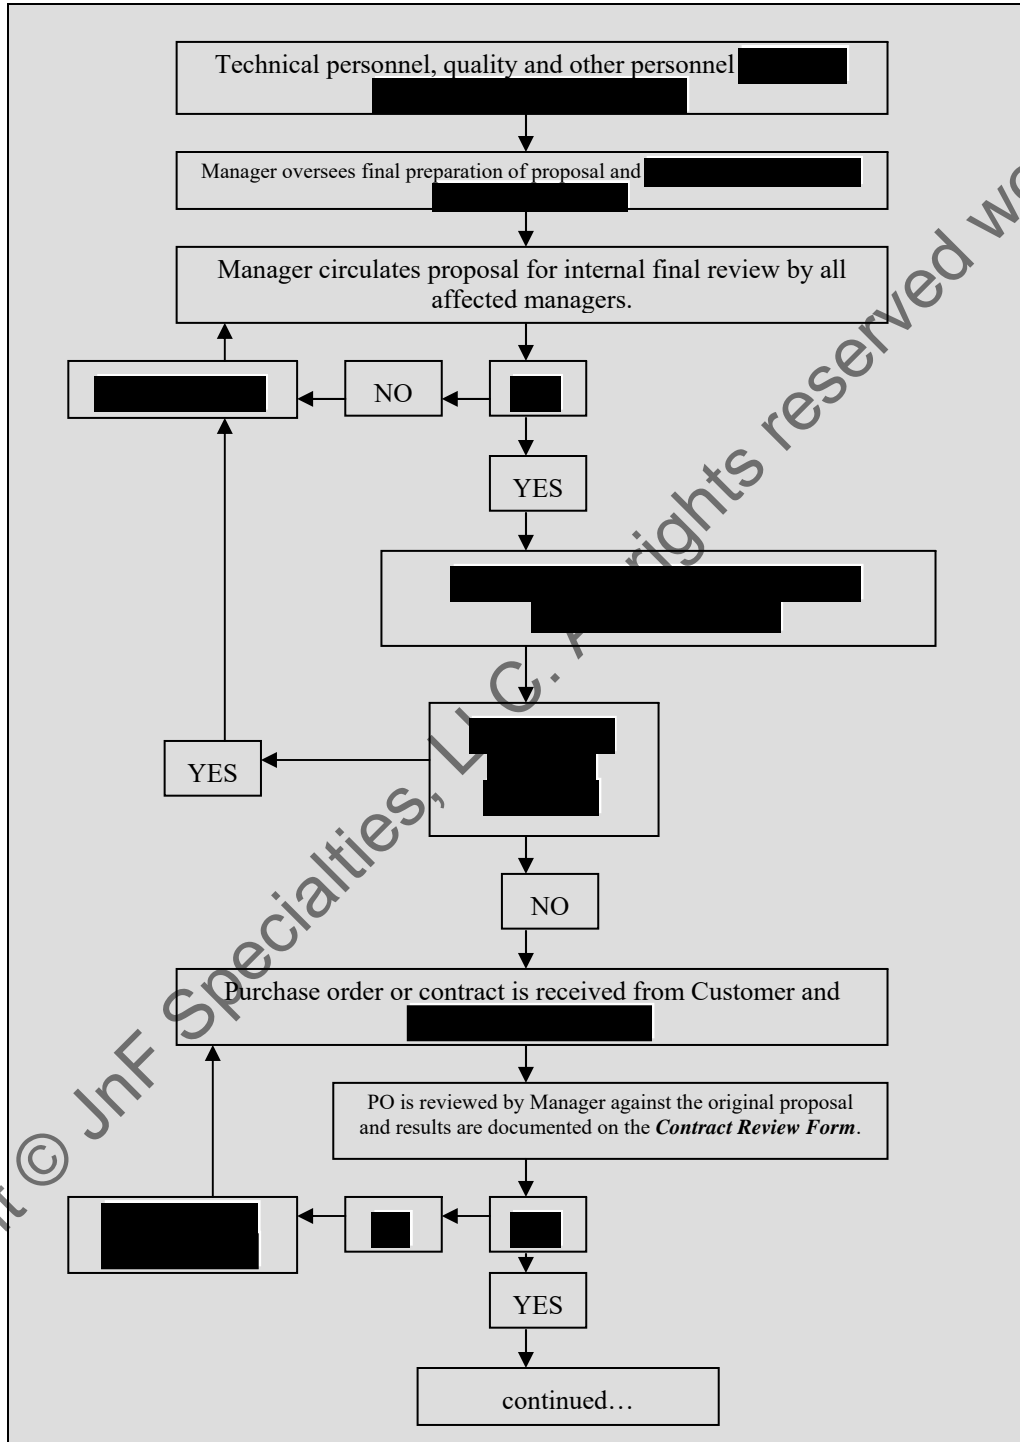 Technical personnel, quality and other personnel
Manager oversees final preparation of proposal and
Manager circulates proposal for internal final review by all
affected managers.
NO
YES
YES
NO
Purchase order or contract is received from Customer and
PO is reviewed by Manager against the original proposal
and results are documented on the Contract Review Form.
YES
continued…
© JnF Specialties, LLC. All rights reserved